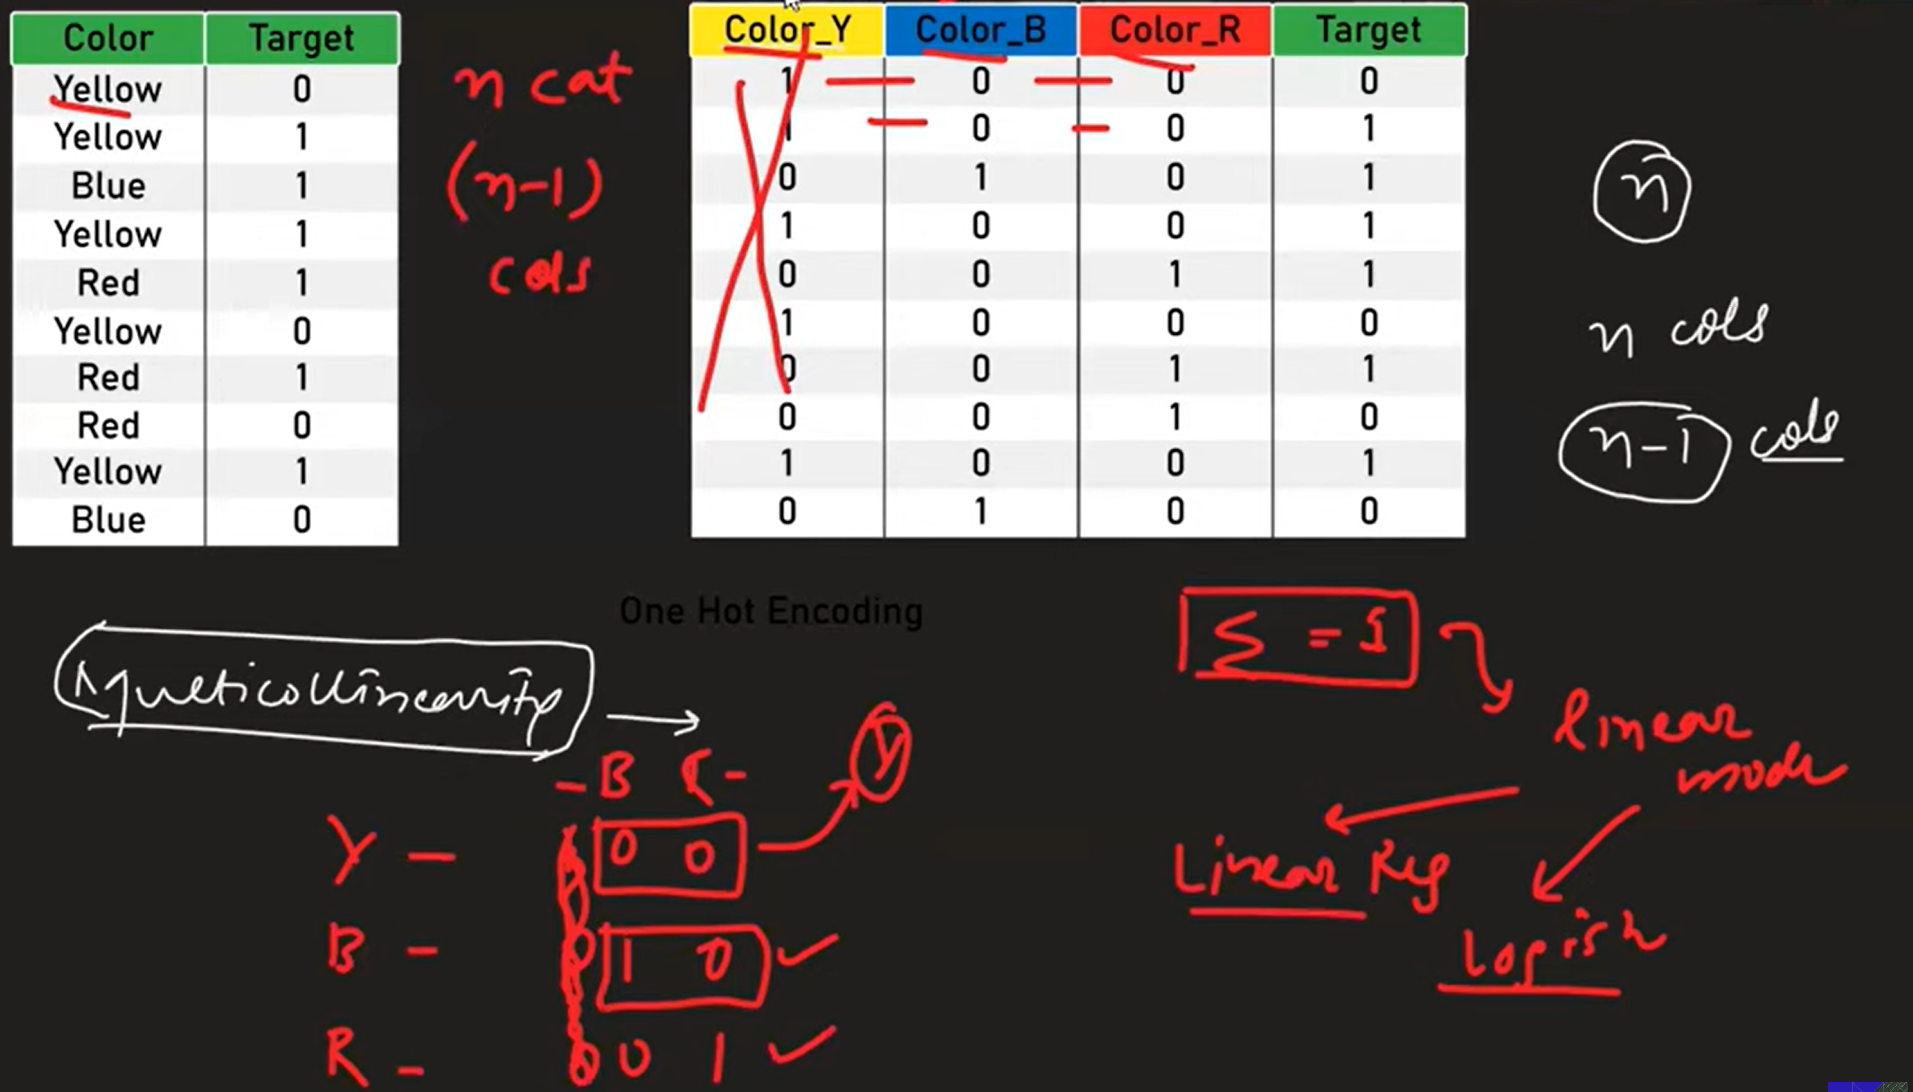 Color Target
Yellow 0
Yellow 1
Blue 1
Yellow 1
Red 1
Yellow 0
Red 1
Red 0
Yellow 1
Blue 0
n cat
(n-1)
cols
Color_Y Color_B Color_R Target
1 0 0 0
1 0 0 1
0 1 0 1
1 0 0 1
0 0 1 1
1 0 0 0
0 0 1 1
0 0 1 0
1 0 0 1
0 1 0 0
n
n cols
n-1 cols
One Hot Encoding
Σ = 1
linear
Linear Reg
- B R -
Y - 0 0
Y
B - 1 0
R - 0 1